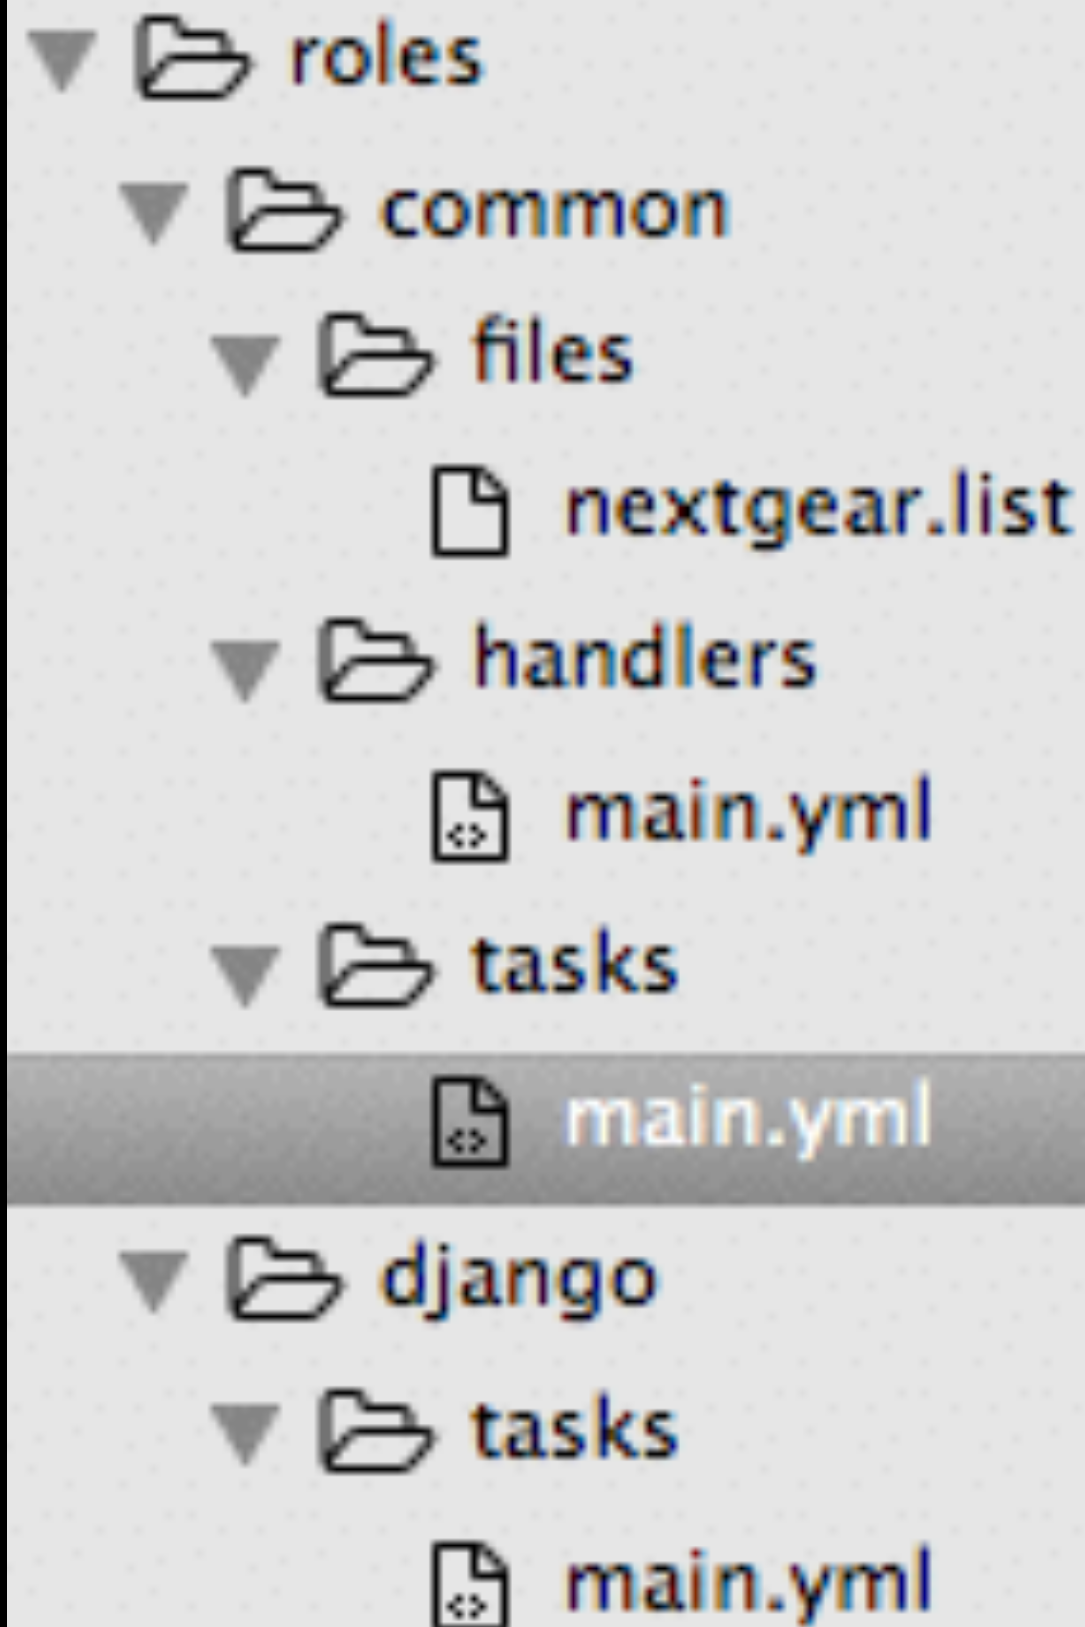 roles
common
files
nextgear.list
handlers
main.yml
tasks
main.yml
django
tasks
main.yml